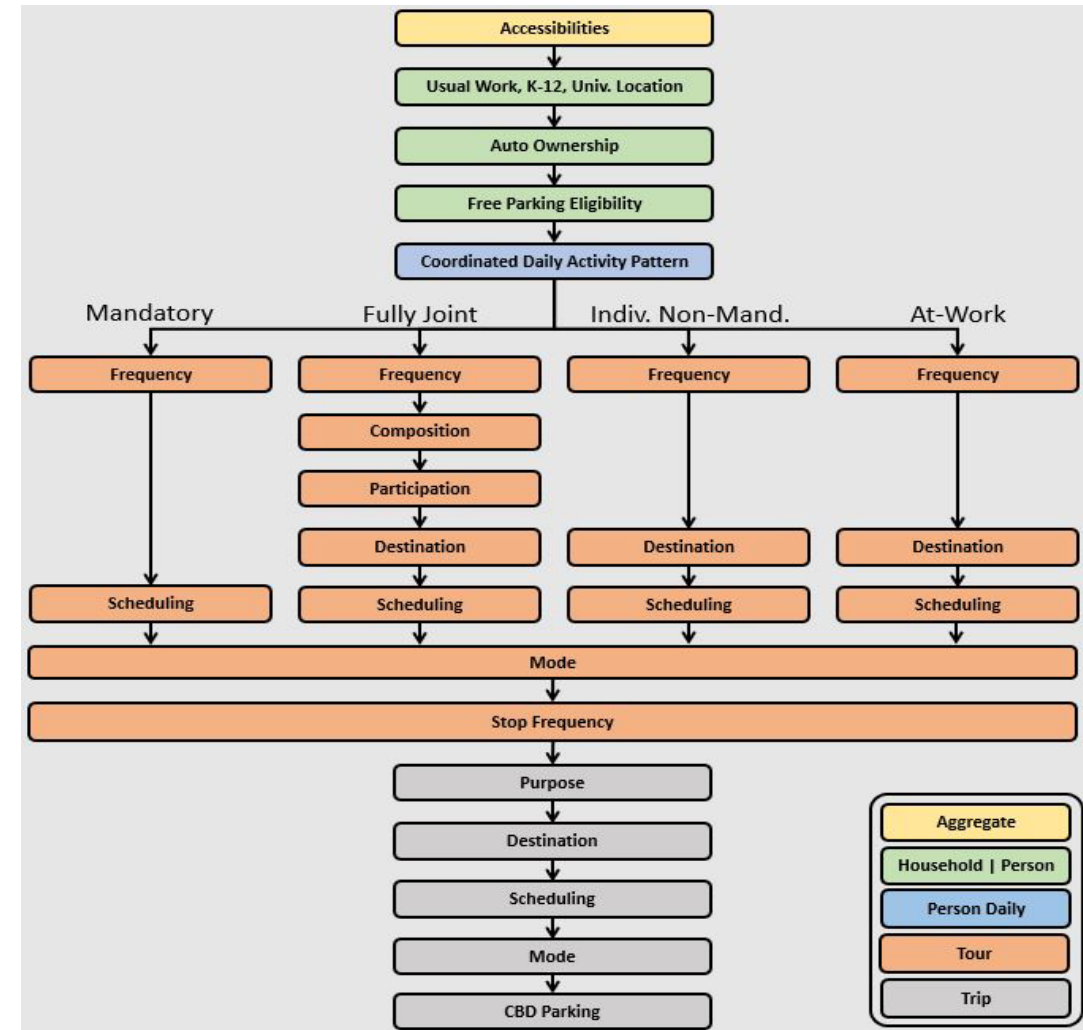 Accessibilities
Usual Work, K-12, Univ. Location
Auto Ownership
Free Parking Eligibility
Coordinated Daily Activity Pattern
Mandatory
Fully Joint
Indiv. Non-Mand.
At-Work
Frequency
Frequency
Frequency
Frequency
Composition
Participation
Destination
Destination
Destination
Scheduling
Scheduling
Scheduling
Scheduling
Mode
Stop Frequency
Purpose
Destination
Scheduling
Mode
CBD Parking
Aggregate
Household | Person
Person Daily
Tour
Trip